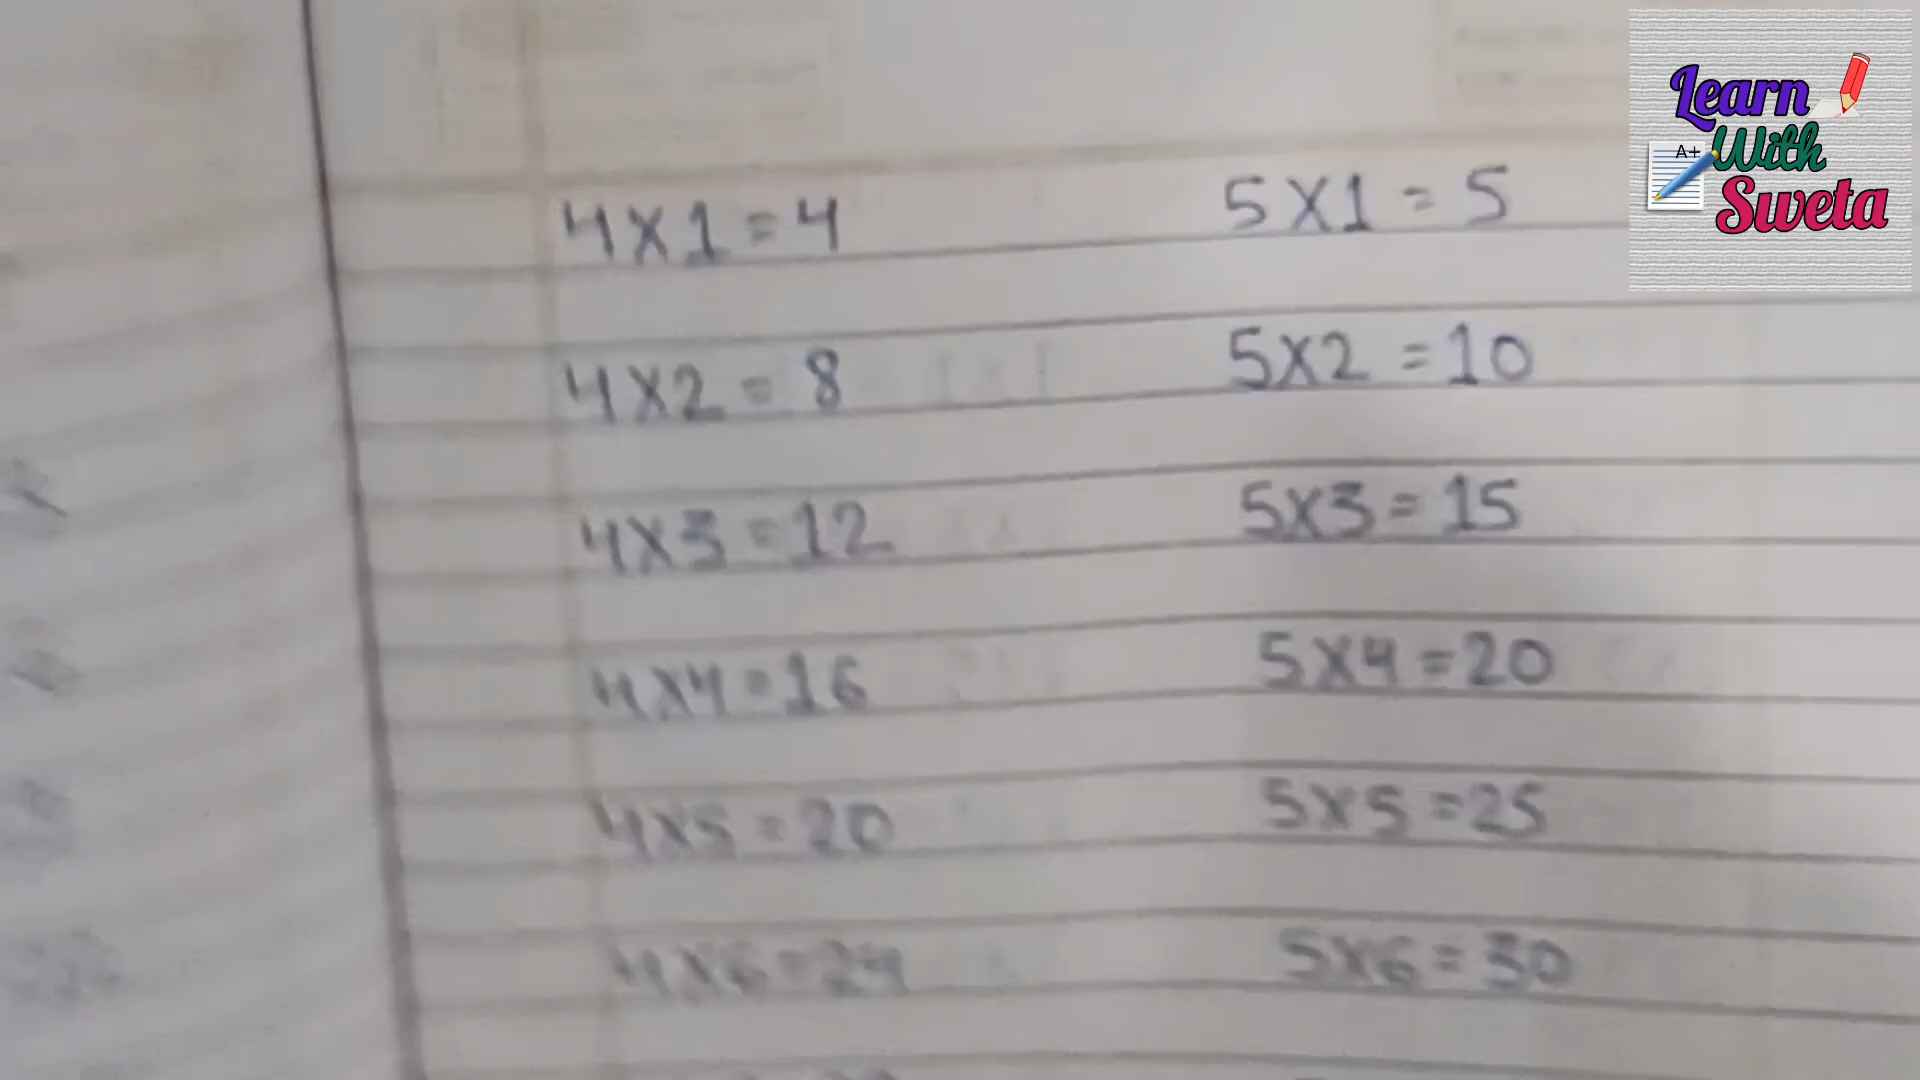 4X1=4
4X2=8
4X3=12
4X4=16
4X5=20
4X6=24
5X1=5
5X2=10
5X3=15
5X4=20
5X5=25
5X6=30
Learn
With
Sweta
A+